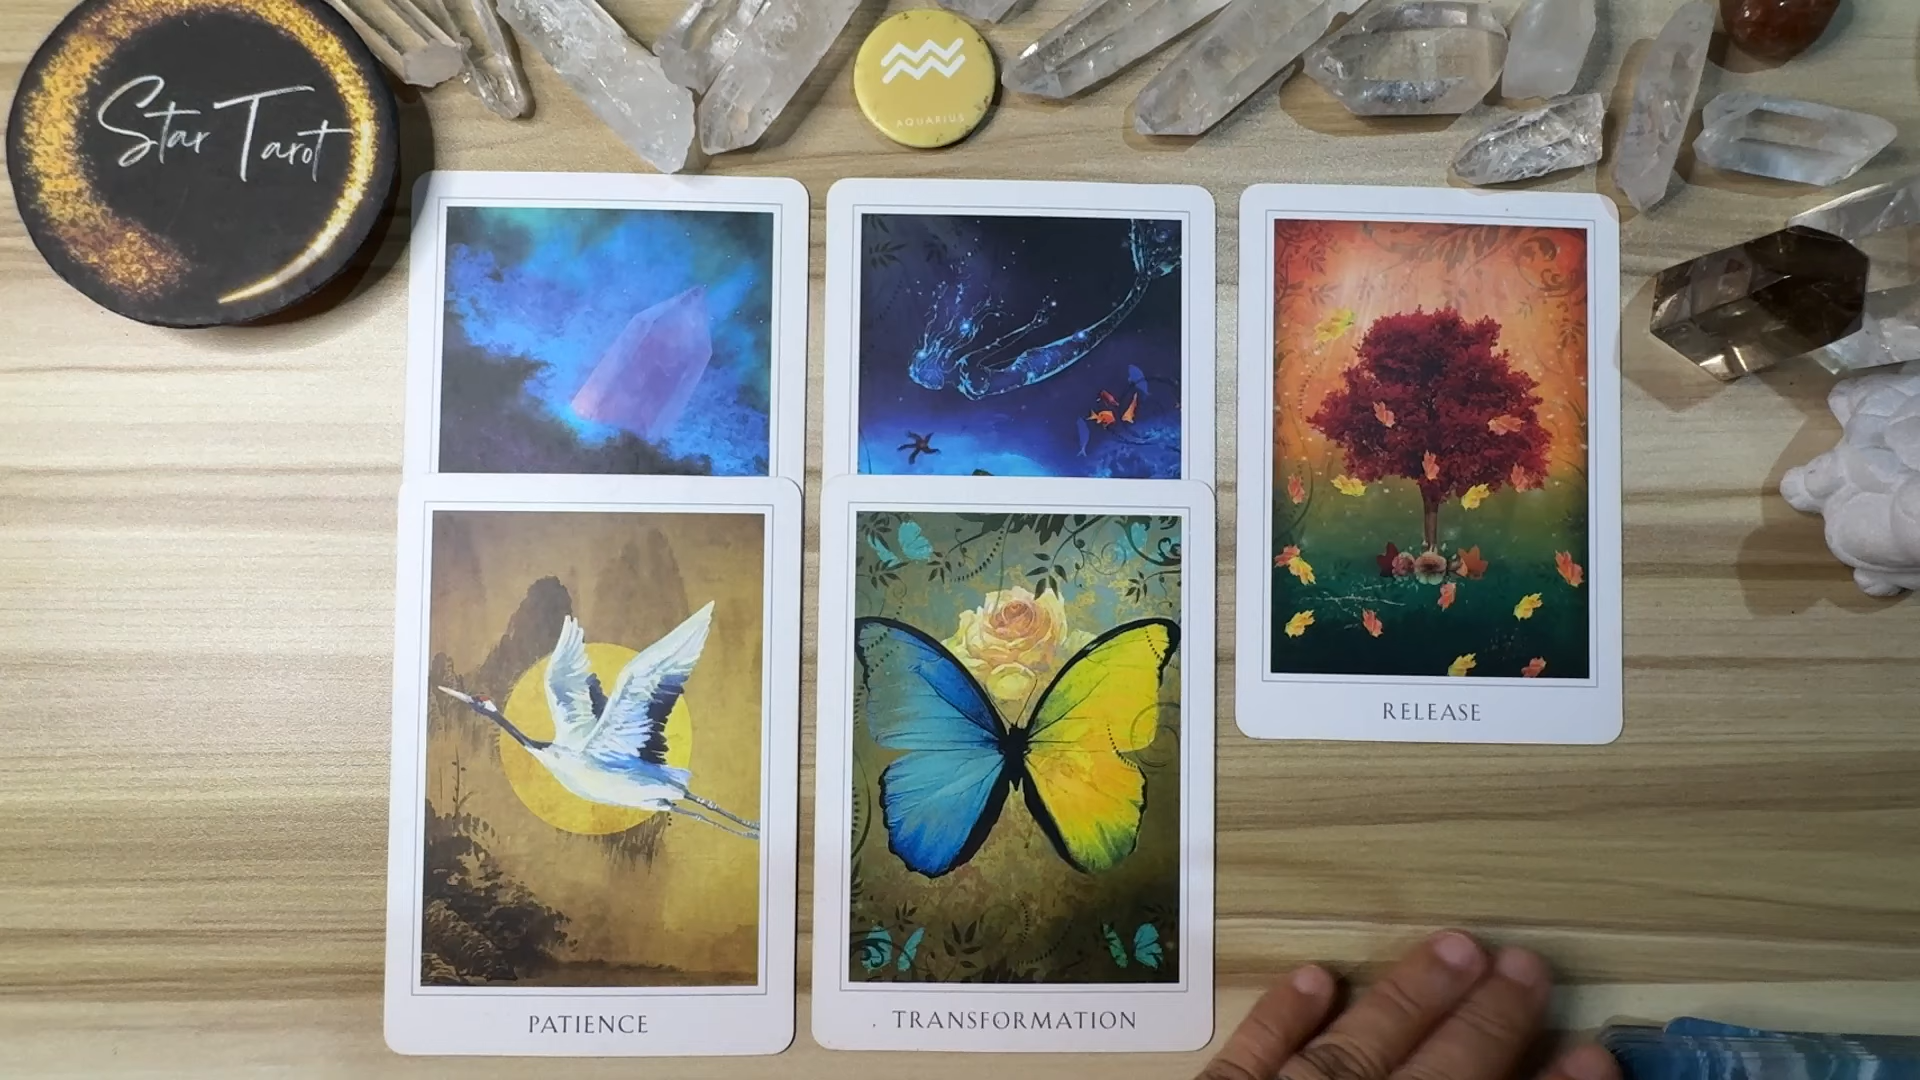 Star Tarot
AQUARIUS
RELEASE
PATIENCE
TRANSFORMATION